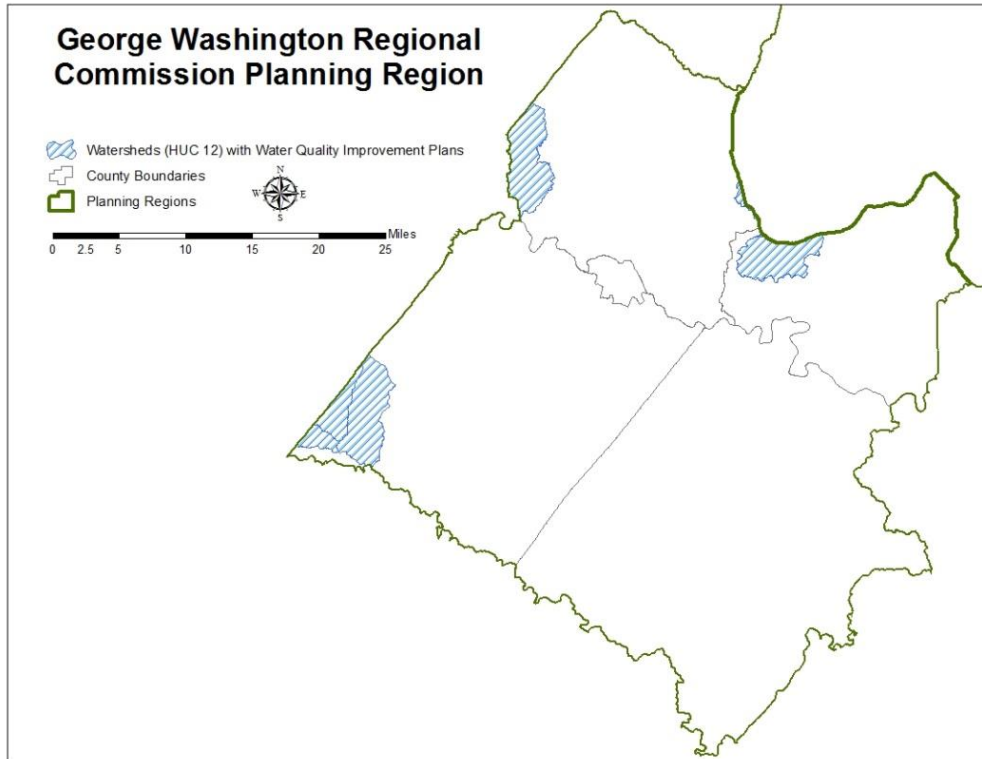 George Washington Regional
Commission Planning Region
Watersheds (HUC 12) with Water Quality Improvement Plans
County Boundaries
Planning Regions
N
W E
S
Miles
0 2.5 5 10 15 20 25